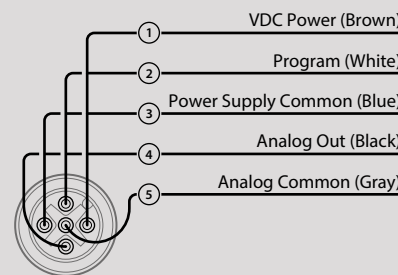 1 VDC Power (Brown)
2 Program (White)
3 Power Supply Common (Blue)
4 Analog Out (Black)
5 Analog Common (Gray)